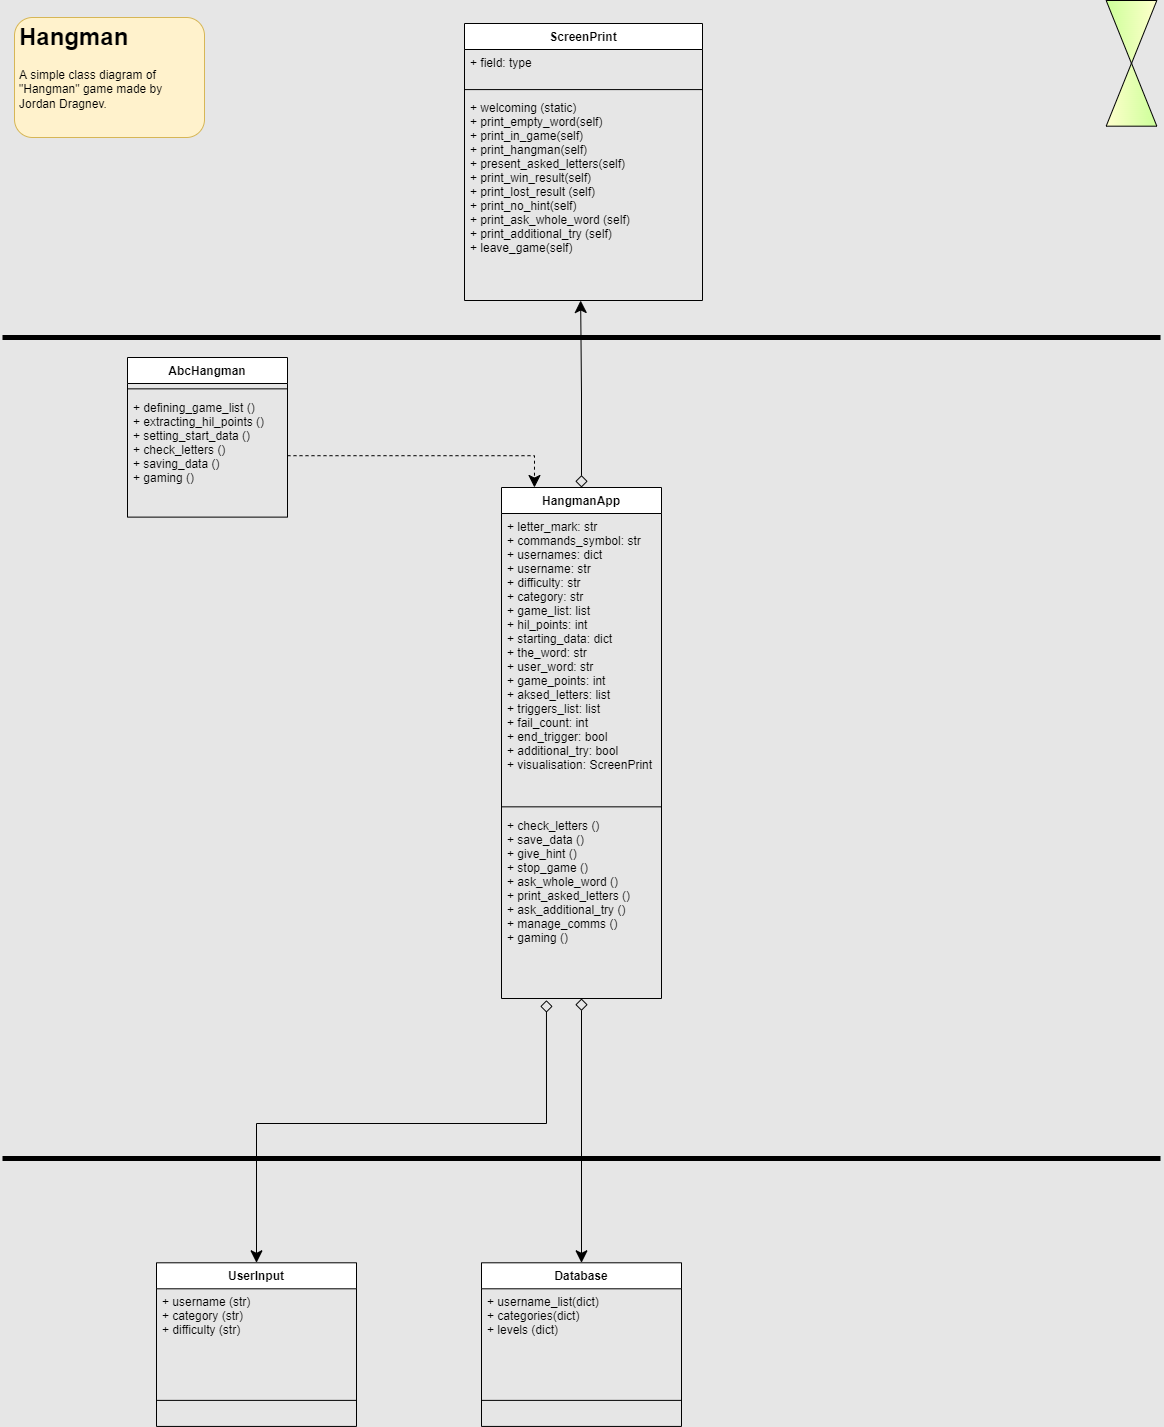 Hangman
A simple class diagram of
"Hangman" game made by
Jordan Dragnev.
ScreenPrint
+ field: type
+ welcoming (static)
+ print_empty_word(self)
+ print_in_game(self)
+ print_hangman(self)
+ present_asked_letters(self)
+ print_win_result(self)
+ print_lost_result (self)
+ print_no_hint(self)
+ print_ask_whole_word (self)
+ print_additional_try (self)
+ leave_game(self)
AbcHangman
+ defining_game_list ()
+ extracting_hil_points ()
+ setting_start_data ()
+ check_letters ()
+ saving_data ()
+ gaming ()
HangmanApp
+ letter_mark: str
+ commands_symbol: str
+ usernames: dict
+ username: str
+ difficulty: str
+ category: str
+ game_list: list
+ hil_points: int
+ starting_data: dict
+ the_word: str
+ user_word: str
+ game_points: int
+ aksed_letters: list
+ triggers_list: list
+ fail_count: int
+ end_trigger: bool
+ additional_try: bool
+ visualisation: ScreenPrint
+ check_letters ()
+ save_data ()
+ give_hint ()
+ stop_game ()
+ ask_whole_word ()
+ print_asked_letters ()
+ ask_additional_try ()
+ manage_comms ()
+ gaming ()
UserInput
+ username (str)
+ category (str)
+ difficulty (str)
Database
+ username_list(dict)
+ categories(dict)
+ levels (dict)